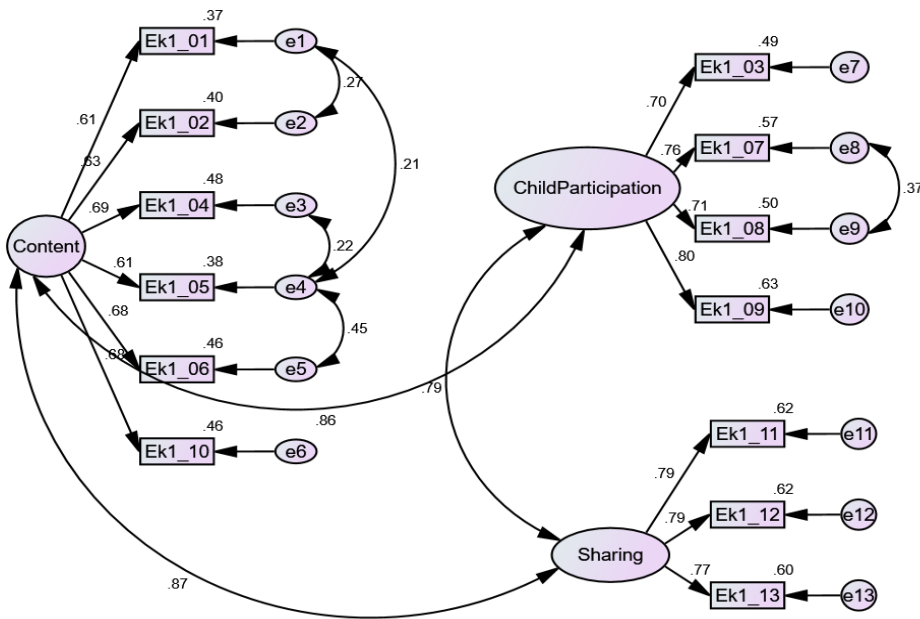 .37
Ek1_01
e1
.27
.61
.40
Ek1_02
e2
.63
.21
.48
Ek1_04
e3
.69
.22
Content
.61
.38
Ek1_05
e4
.68
.45
.68
.46
Ek1_06
e5
.46
Ek1_10
e6
.49
Ek1_03
e7
.70
.57
Ek1_07
e8
.76
ChildParticipation
.37
.71
.50
Ek1_08
e9
.80
.63
Ek1_09
e10
.79
.86
.62
Ek1_11
e11
.79
.62
Ek1_12
e12
.79
Sharing
.77
.60
Ek1_13
e13
.87